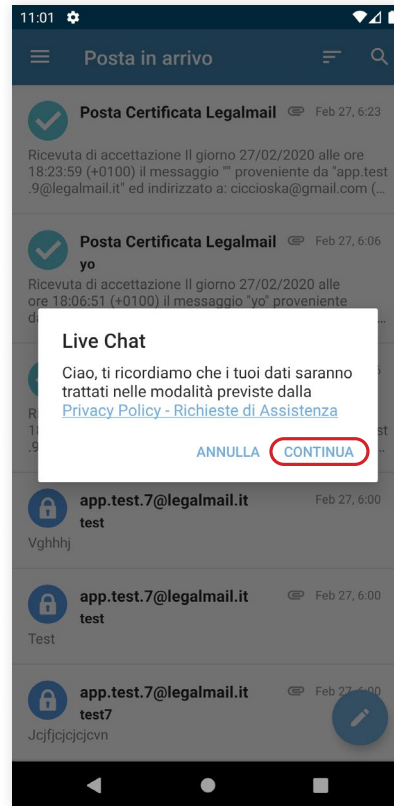 11:01
Posta in arrivo
Posta Certificata Legalmail Feb 27, 6:23
Ricevuta di accettazione Il giorno 27/02/2020 alle ore
18:23:59 (+0100) il messaggio "" proveniente da "app.test
.9@legalmail.it" ed indirizzato a: ciccioska@gmail.com (...
Posta Certificata Legalmail Feb 27, 6:06
yo
Ricevuta di accettazione Il giorno 27/02/2020 alle
ore 18:06:51 (+0100) il messaggio "yo" proveniente
Live Chat
Ciao, ti ricordiamo che i tuoi dati saranno
trattati nelle modalità previste dalla
Privacy Policy - Richieste di Assistenza
ANNULLA CONTINUA
app.test.7@legalmail.it Feb 27, 6:00
test
Vghhhj
app.test.7@legalmail.it Feb 27, 6:00
test
Test
app.test.7@legalmail.it Feb 27, 6:00
test7
Jcjfjcjcjcjcvn